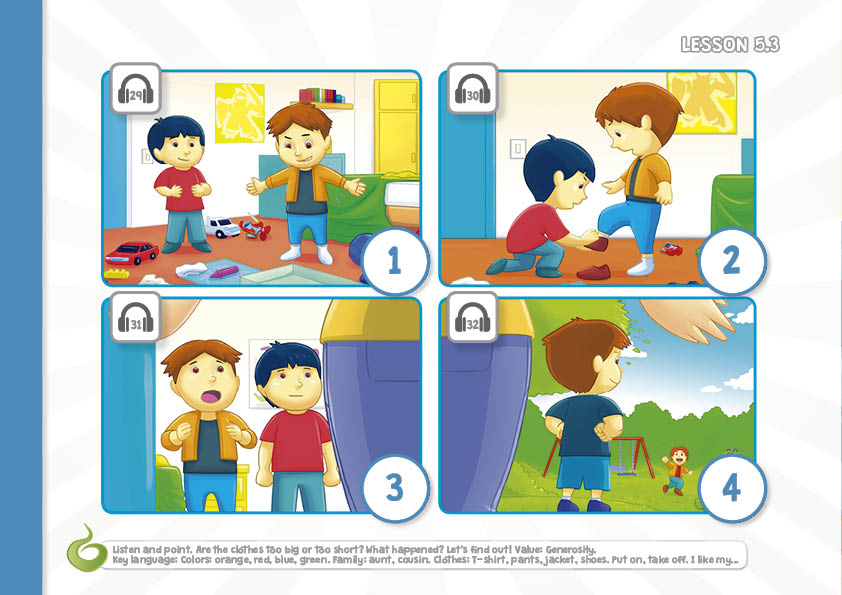 LESSON 5.3
29
30
1
2
31
32
3
4
Listen and point. Are the clothes too big or too short? What happened? Let's find out! Value: Generosity.
Key language: Colors: orange, red, blue, green. Family: aunt, cousin. Clothes: T-shirt, pants, jacket, shoes. Put on, take off. I like my...